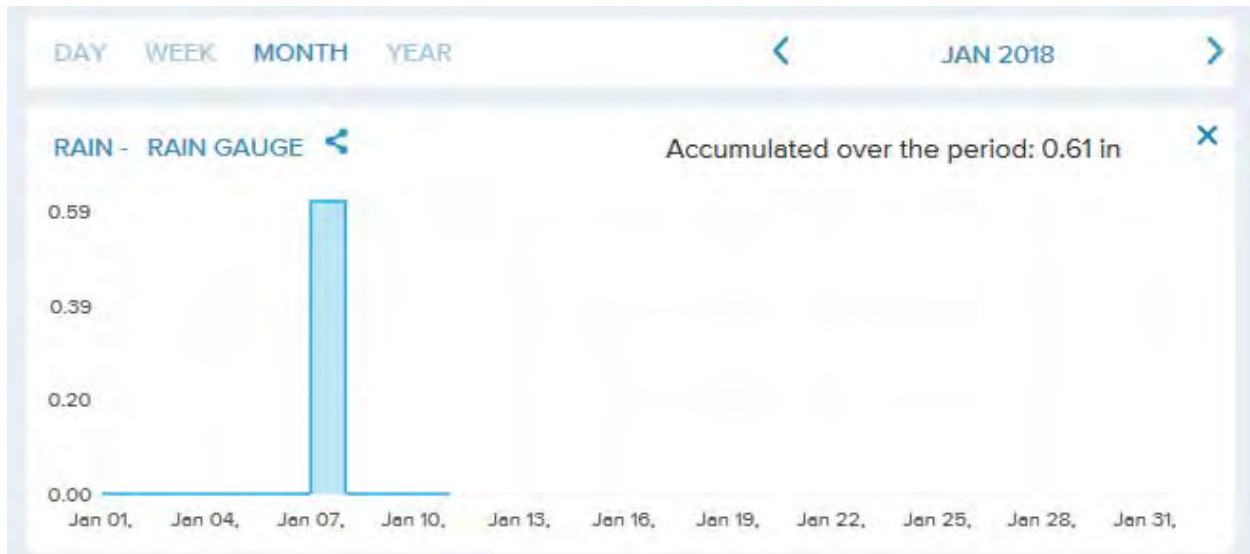 DAY WEEK MONTH YEAR JAN 2018
RAIN - RAIN GAUGE Accumulated over the period: 0.61 in
0.59
0.39
0.20
0.00
Jan 01, Jan 04, Jan 07, Jan 10, Jan 13, Jan 16, Jan 19, Jan 22, Jan 25, Jan 28, Jan 31,